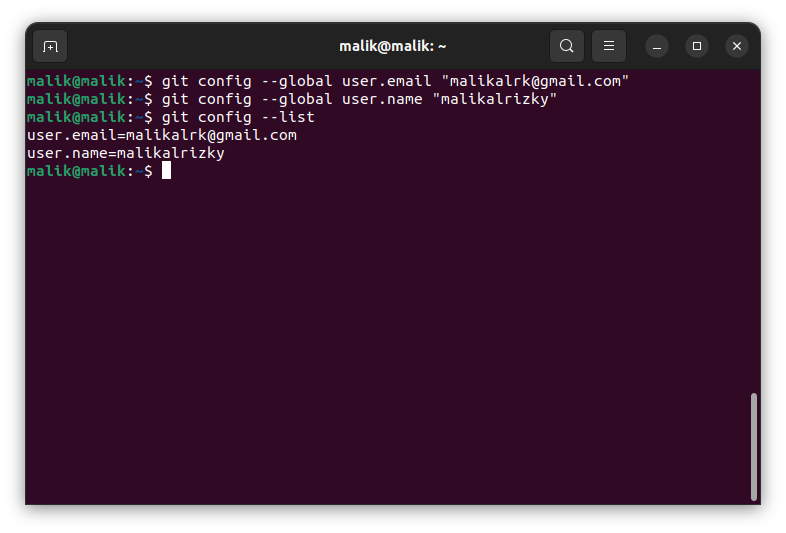 malik@malik: ~
malik@malik:~$ git config --global user.email "malikalrk@gmail.com"
malik@malik:~$ git config --global user.name "malikalrizky"
malik@malik:~$ git config --list
user.email=malikalrk@gmail.com
user.name=malikalrizky
malik@malik:~$